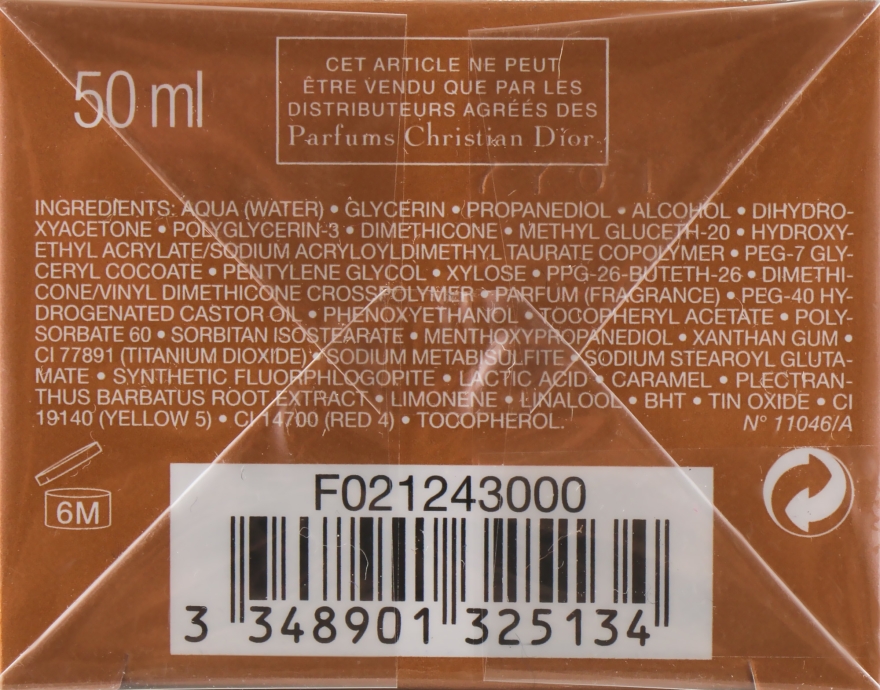 50 ml
CET ARTICLE NE PEUT
ÊTRE VENDU QUE PAR LES
DISTRIBUTEURS AGRÉÉS DES
Parfums Christian Dior
INGREDIENTS: AQUA (WATER) • GLYCERIN • PROPANEDIOL • ALCOHOL • DIHYDRO-
XYACETONE • POLYGLYCERIN-3 • DIMETHICONE • METHYL GLUCETH-20 • HYDROXY-
ETHYL ACRYLATE/SODIUM ACRYLOYLDIMETHYL TAURATE COPOLYMER • PEG-7 GLY-
CERYL COCOATE • PENTYLENE GLYCOL • XYLOSE • PPG-26-BUTETH-26 • DIMETHI-
CONE/VINYL DIMETHICONE CROSSPOLYMER • PARFUM (FRAGRANCE) • PEG-40 HY-
DROGENATED CASTOR OIL • PHENOXYETHANOL • TOCOPHERYL ACETATE • POLY-
SORBATE 60 • SORBITAN ISOSTEARATE • MENTHOXYPROPANEDIOL • XANTHAN GUM •
CI 77891 (TITANIUM DIOXIDE) • SODIUM METABISULFITE • SODIUM STEAROYL GLUTA-
MATE • SYNTHETIC FLUORPHLOGOPITE • LACTIC ACID • CARAMEL • PLECTRAN-
THUS BARBATUS ROOT EXTRACT • LIMONENE • LINALOOL • BHT • TIN OXIDE • CI
19140 (YELLOW 5) • CI 14700 (RED 4) • TOCOPHEROL.
N° 11046/A
6M
F021243000
3 348901 325134